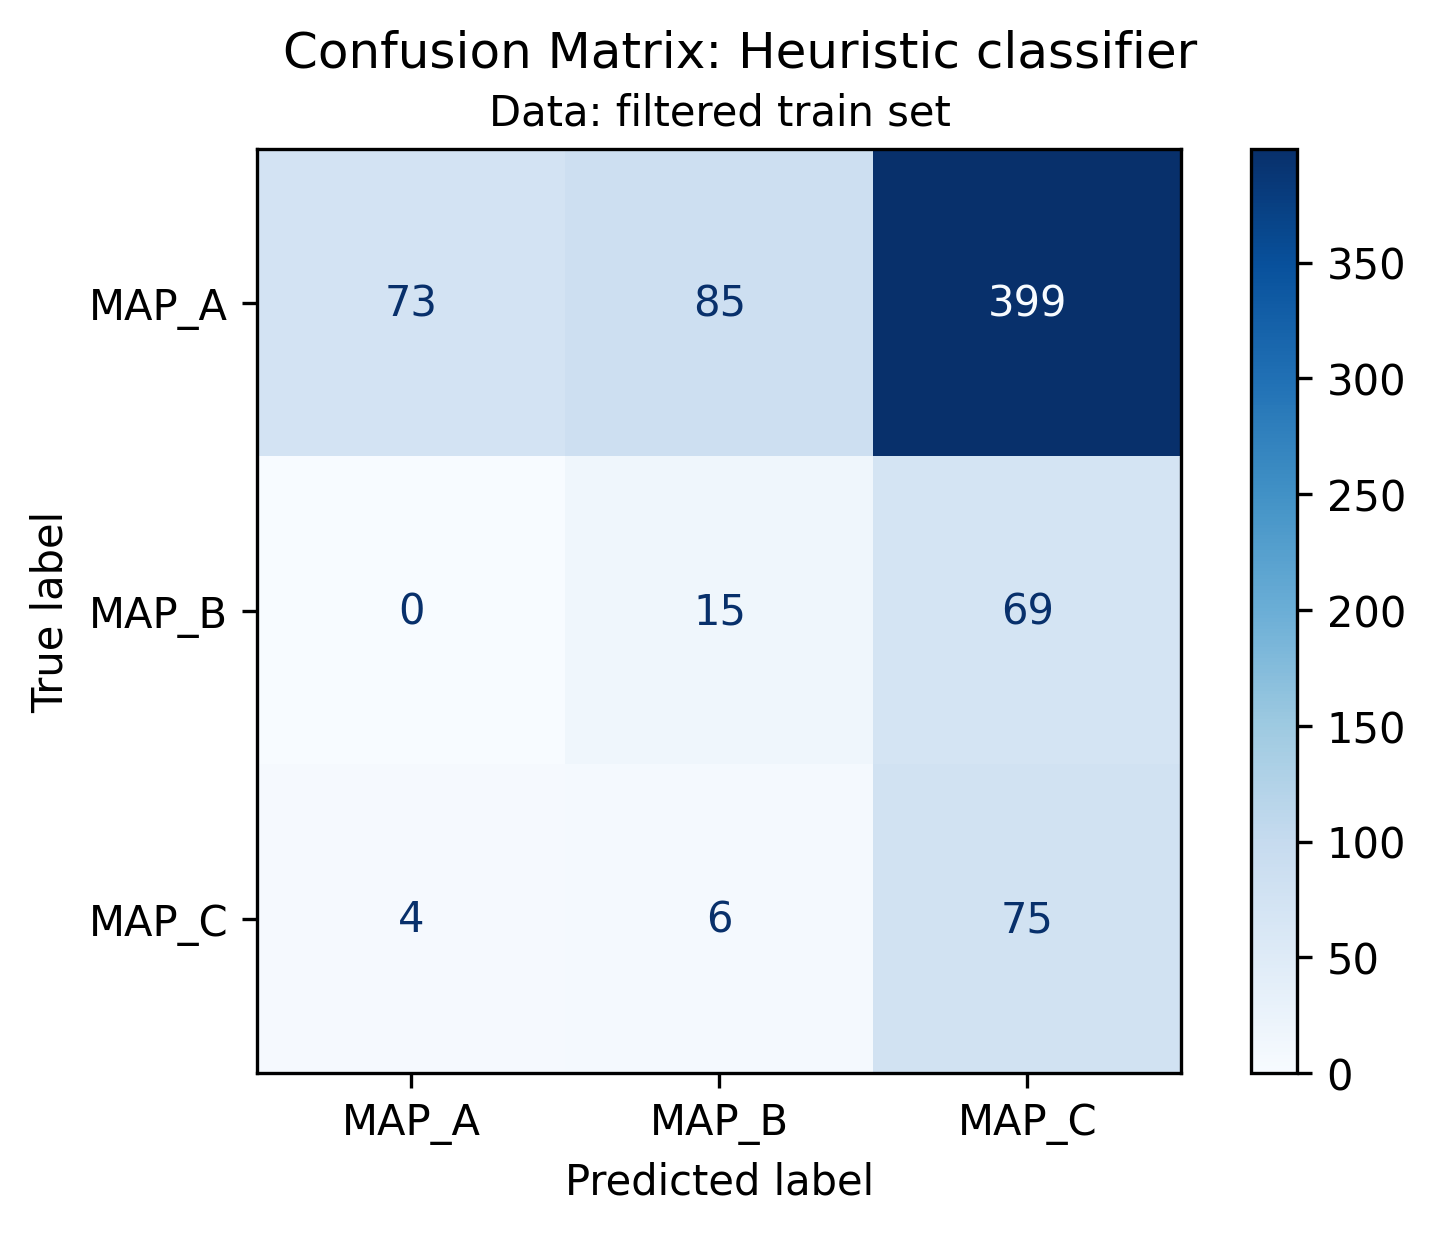 Confusion Matrix: Heuristic classifier
Data: filtered train set
True label
MAP_A
73 85 399
MAP_B
0 15 69
MAP_C
4 6 75
MAP_A MAP_B MAP_C
Predicted label
350
300
250
200
150
100
50
0